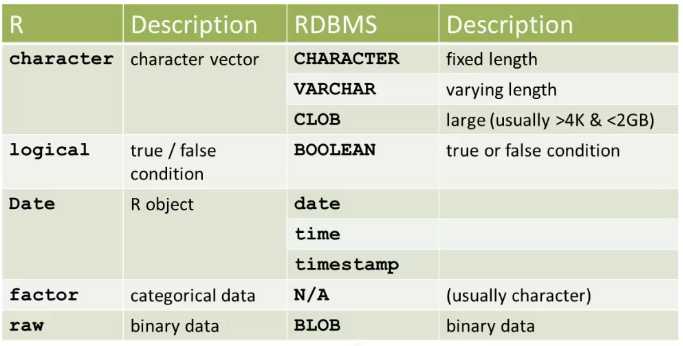 R Description RDBMS Description
character character vector CHARACTER fixed length
VARCHAR varying length
CLOB large (usually >4K & <2GB)
logical true / false BOOLEAN true or false condition
condition
Date R object date
time
timestamp
factor categorical data N/A (usually character)
raw binary data BLOB binary data